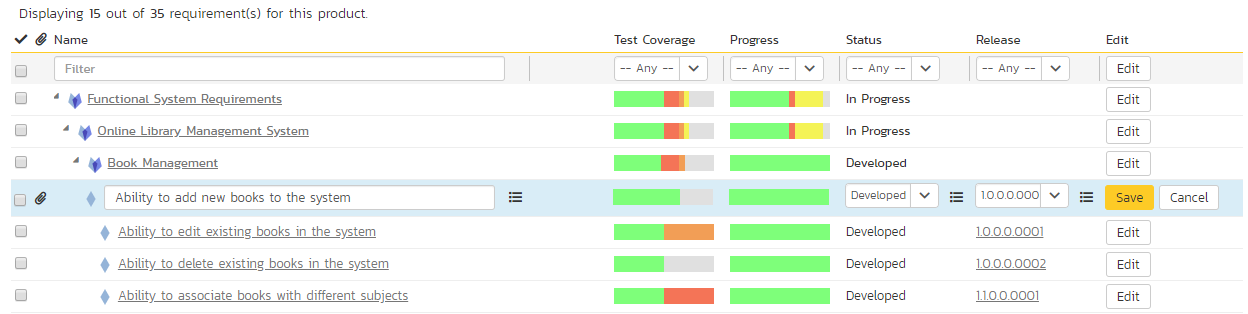 Displaying 15 out of 35 requirement(s) for this product.
Name Test Coverage Progress Status Release Edit
Filter -- Any -- -- Any -- -- Any -- -- Any -- Edit
Functional System Requirements In Progress Edit
Online Library Management System In Progress Edit
Book Management Developed Edit
Ability to add new books to the system Developed 1.0.0.0.000 Save Cancel
Ability to edit existing books in the system Developed 1.0.0.0.0001 Edit
Ability to delete existing books in the system Developed 1.0.0.0.0002 Edit
Ability to associate books with different subjects Developed 1.1.0.0.0001 Edit